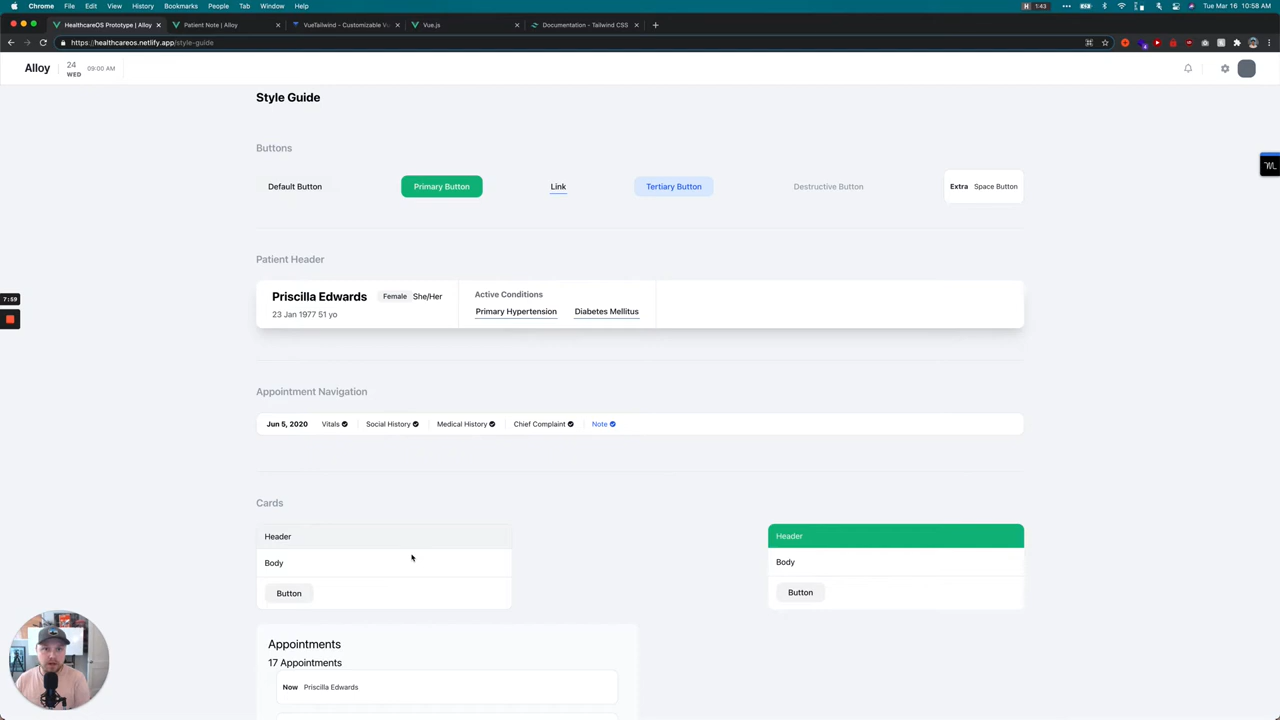 Chrome File Edit View History Bookmarks People Tab Window Help
1:43
Tue Mar 16 10:58 AM
HealthcareOS Prototype | Alloy
Patient Note | Alloy
VueTailwind - Customizable Vu
Vue.js
Documentation - Tailwind CSS
https://healthcareos.netlify.app/style-guide
Alloy
24
WED
09:00 AM
Style Guide
Buttons
Default Button
Primary Button
Link
Tertiary Button
Destructive Button
Extra Space Button
Patient Header
7:59
Priscilla Edwards Female She/Her
23 Jan 1977 51 yo
Active Conditions
Primary Hypertension Diabetes Mellitus
Appointment Navigation
Jun 5, 2020 Vitals Social History Medical History Chief Complaint Note
Cards
Header
Body
Button
Header
Body
Button
Appointments
17 Appointments
Now Priscilla Edwards